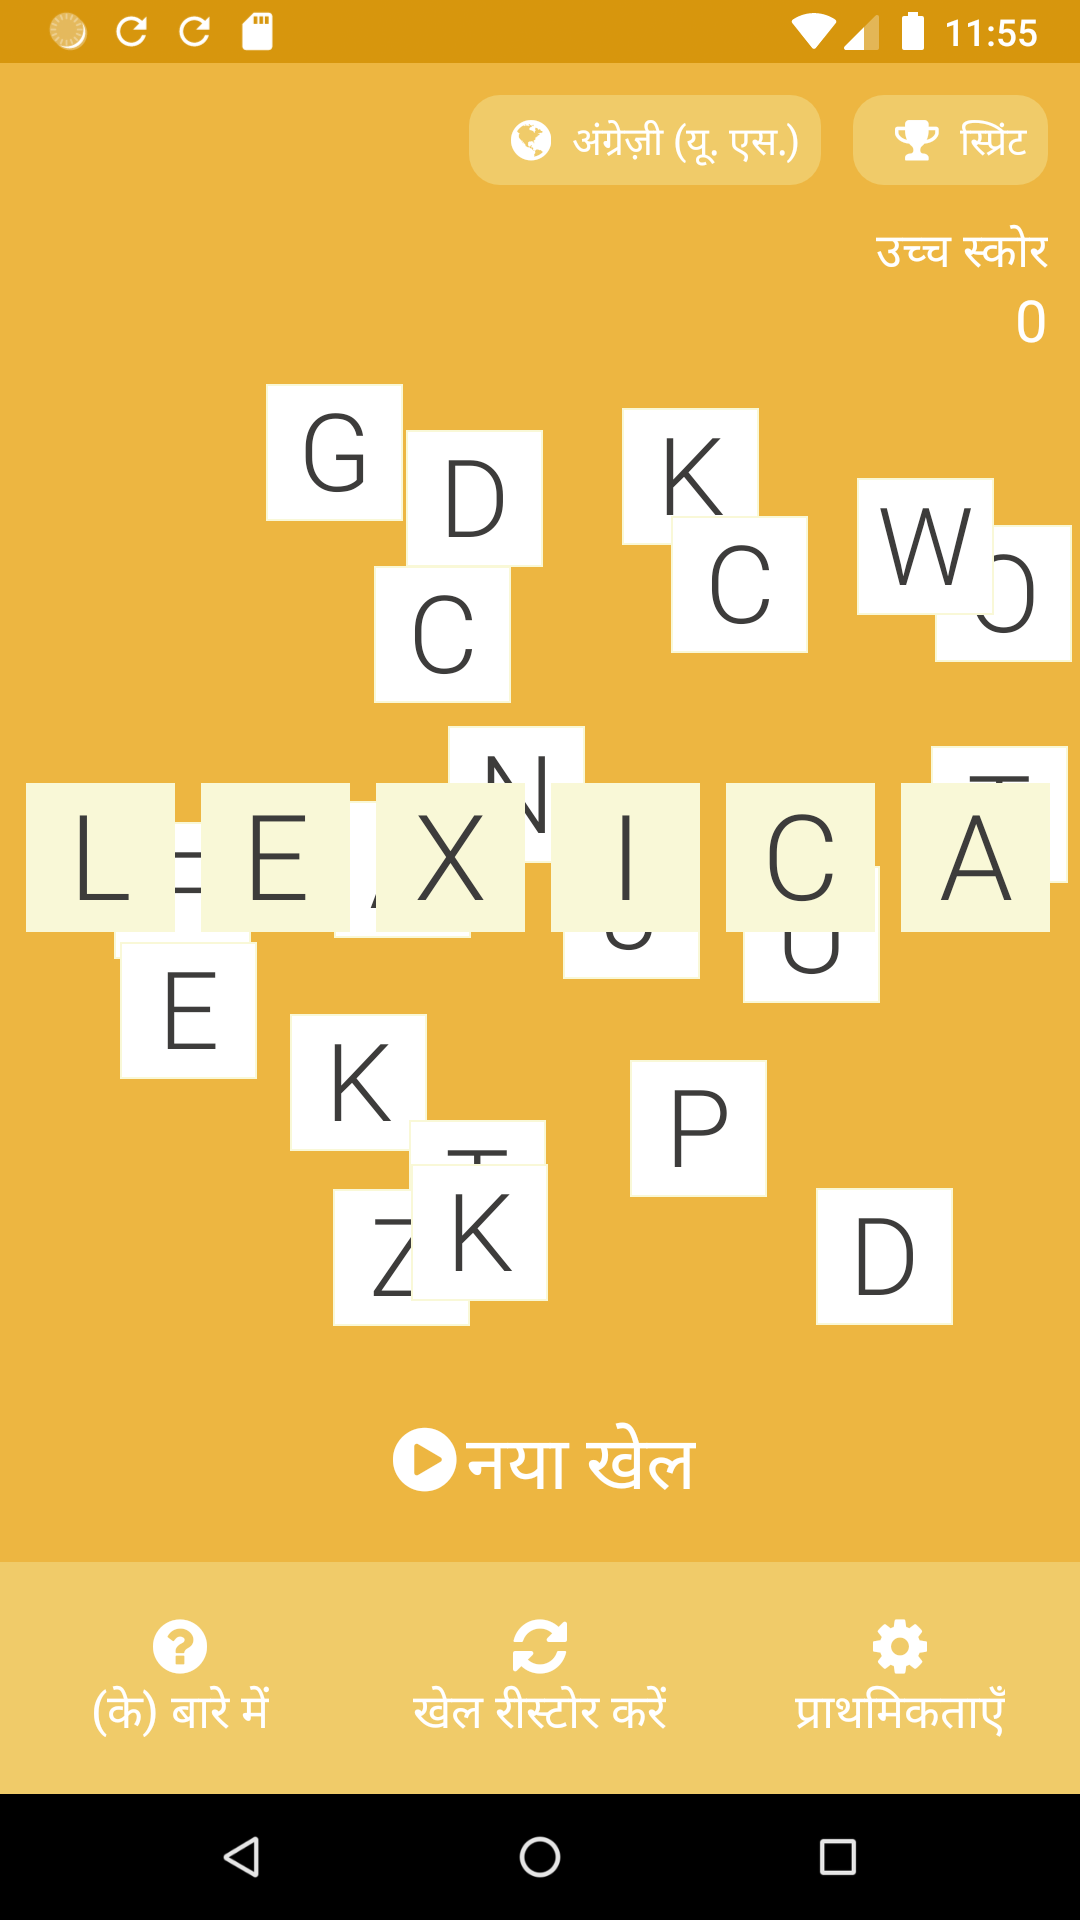 11:55
अंग्रेज़ी (यू. एस.)
स्प्रिंट
उच्च स्कोर
0
G
D
K
W
O
C
C
N
T
L E X I C A
E
U
E
K
P
T
K
Z
D
नया खेल
(के) बारे में
खेल रीस्टोर करें
प्राथमिकताएँ